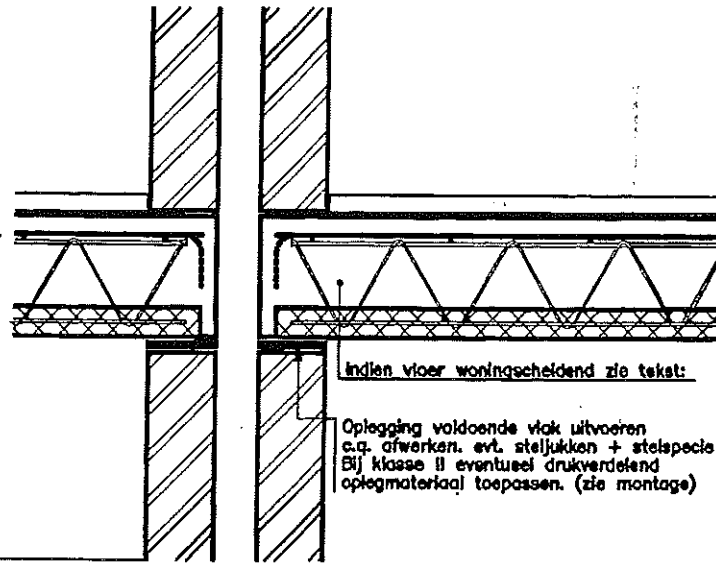 Indien vloer woningscheidend zie tekst:
Oplegging voldoende vlak uitvoeren
c.q. afwerken. evt. steljukken + stelspecie
Bij klasse II eventueel drukverdelend
oplegmateriaal toepassen. (zie montage)